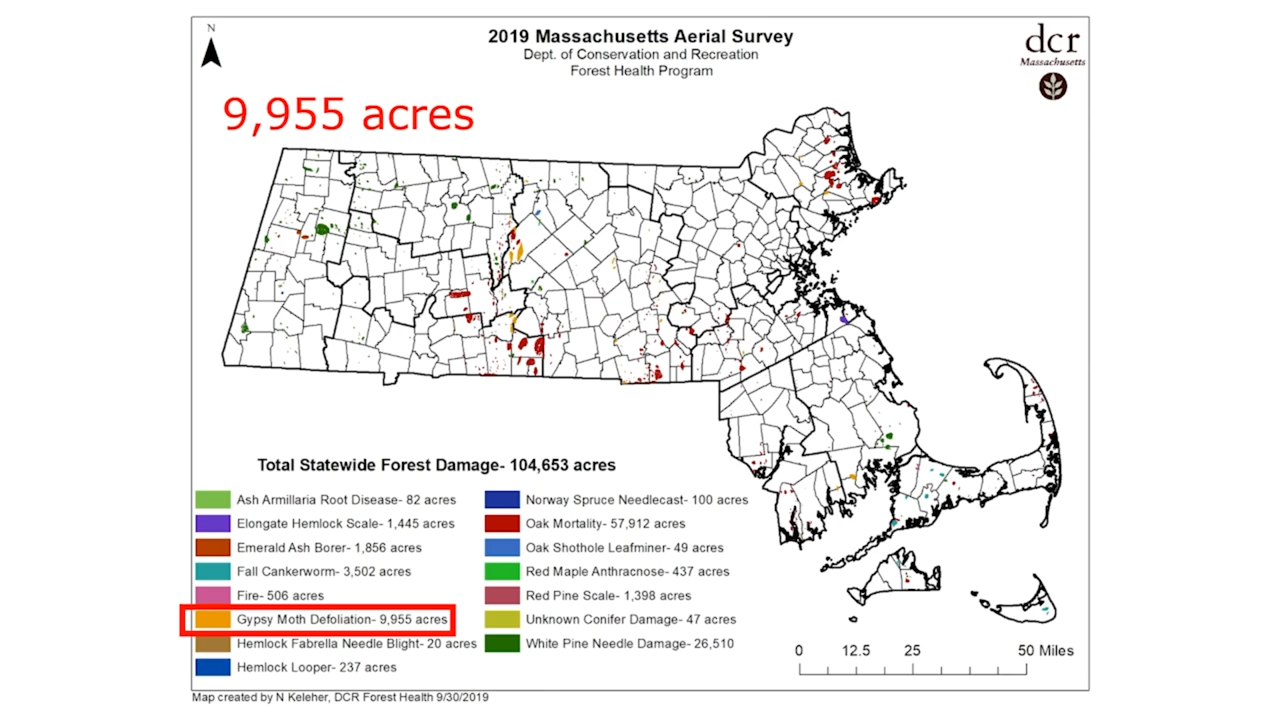 N
2019 Massachusetts Aerial Survey
Dept. of Conservation and Recreation
Forest Health Program
dcr
Massachusetts
9,955 acres
Total Statewide Forest Damage- 104,653 acres
Ash Armillaria Root Disease- 82 acres
Elongate Hemlock Scale- 1,445 acres
Emerald Ash Borer- 1,856 acres
Fall Cankerworm- 3,502 acres
Fire- 506 acres
Gypsy Moth Defoliation- 9,955 acres
Hemlock Fabrella Needle Blight- 20 acres
Hemlock Looper- 237 acres
Norway Spruce Needlecast- 100 acres
Oak Mortality- 57,912 acres
Oak Shothole Leafminer- 49 acres
Red Maple Anthracnose- 437 acres
Red Pine Scale- 1,398 acres
Unknown Conifer Damage- 47 acres
White Pine Needle Damage- 26,510
0 12.5 25 50 Miles
Map created by N Keleher, DCR Forest Health 9/30/2019